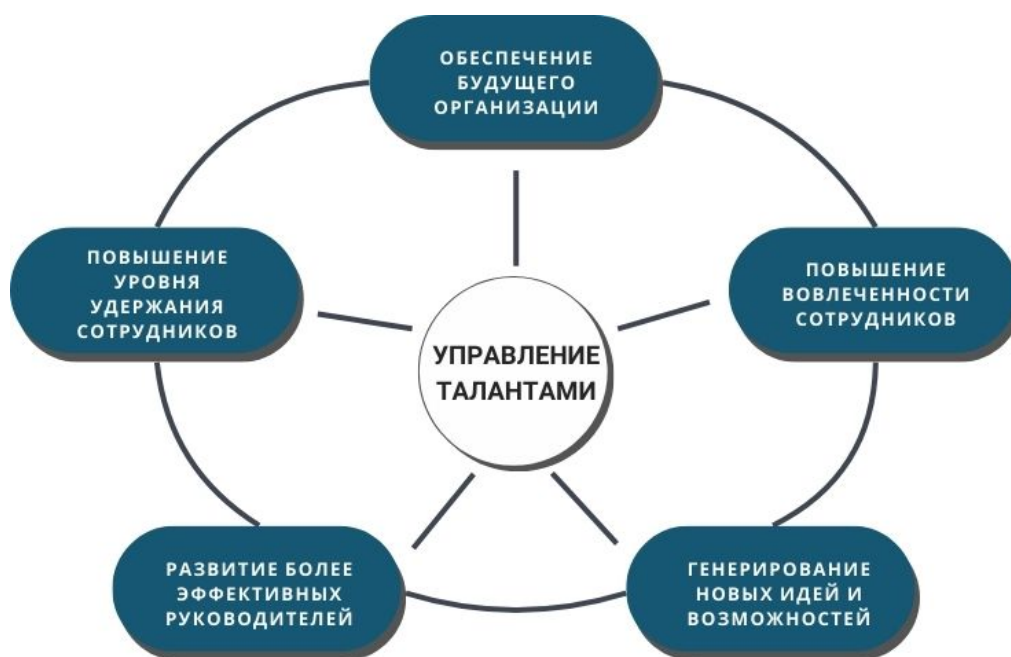 ОБЕСПЕЧЕНИЕ
БУДУЩЕГО
ОРГАНИЗАЦИИ
ПОВЫШЕНИЕ
УРОВНЯ
УДЕРЖАНИЯ
СОТРУДНИКОВ
ПОВЫШЕНИЕ
ВОВЛЕЧЕННОСТИ
СОТРУДНИКОВ
УПРАВЛЕНИЕ
ТАЛАНТАМИ
РАЗВИТИЕ БОЛЕЕ
ЭФФЕКТИВНЫХ
РУКОВОДИТЕЛЕЙ
ГЕНЕРИРОВАНИЕ
НОВЫХ ИДЕЙ И
ВОЗМОЖНОСТЕЙ